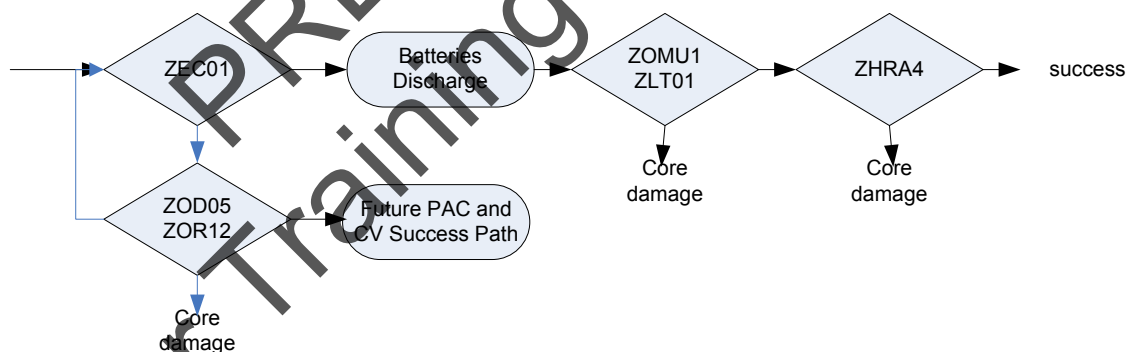 ZEC01
Batteries
Discharge
ZOMU1
ZLT01
ZHRA4
success
Core
damage
Core
damage
ZOD05
ZOR12
Future PAC and
CV Success Path
Core
damage
Training